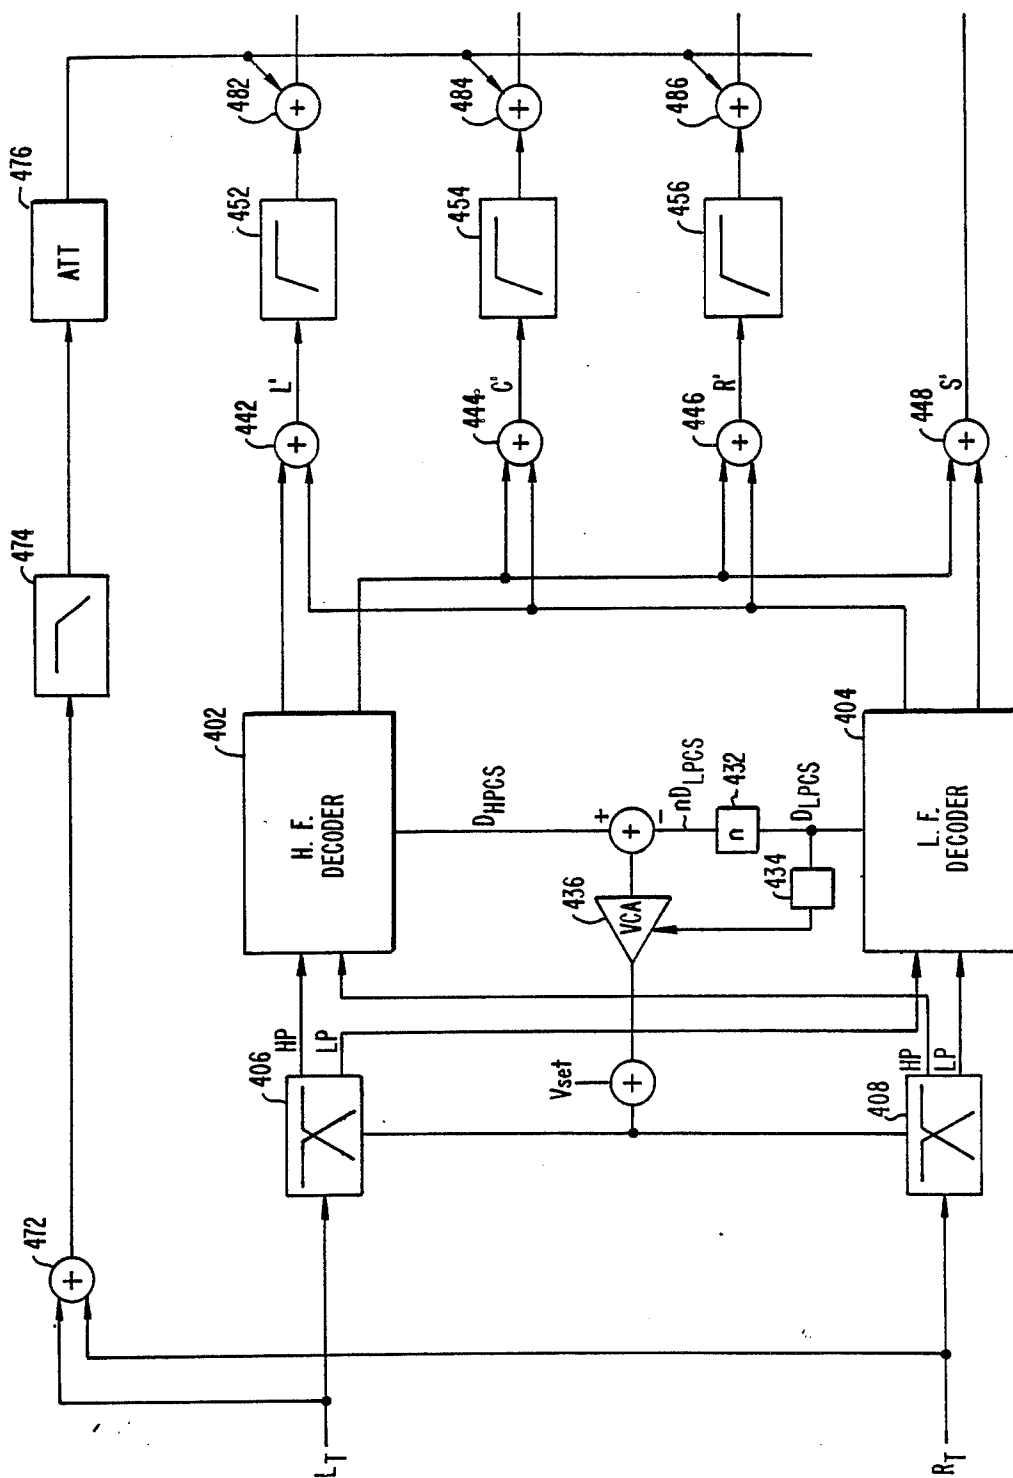 476
ATT
474
472
482
484
486
452
454
456
442
L'
444
C'
446
R'
448
S'
402
H. F.
DECODER
404
L. F.
DECODER
D_HPCS
+
-
nD_LPCS
432
n
D_LPCS
434
436
VCA
Vset
+
406
HP
LP
408
HP
LP
L_T
R_T